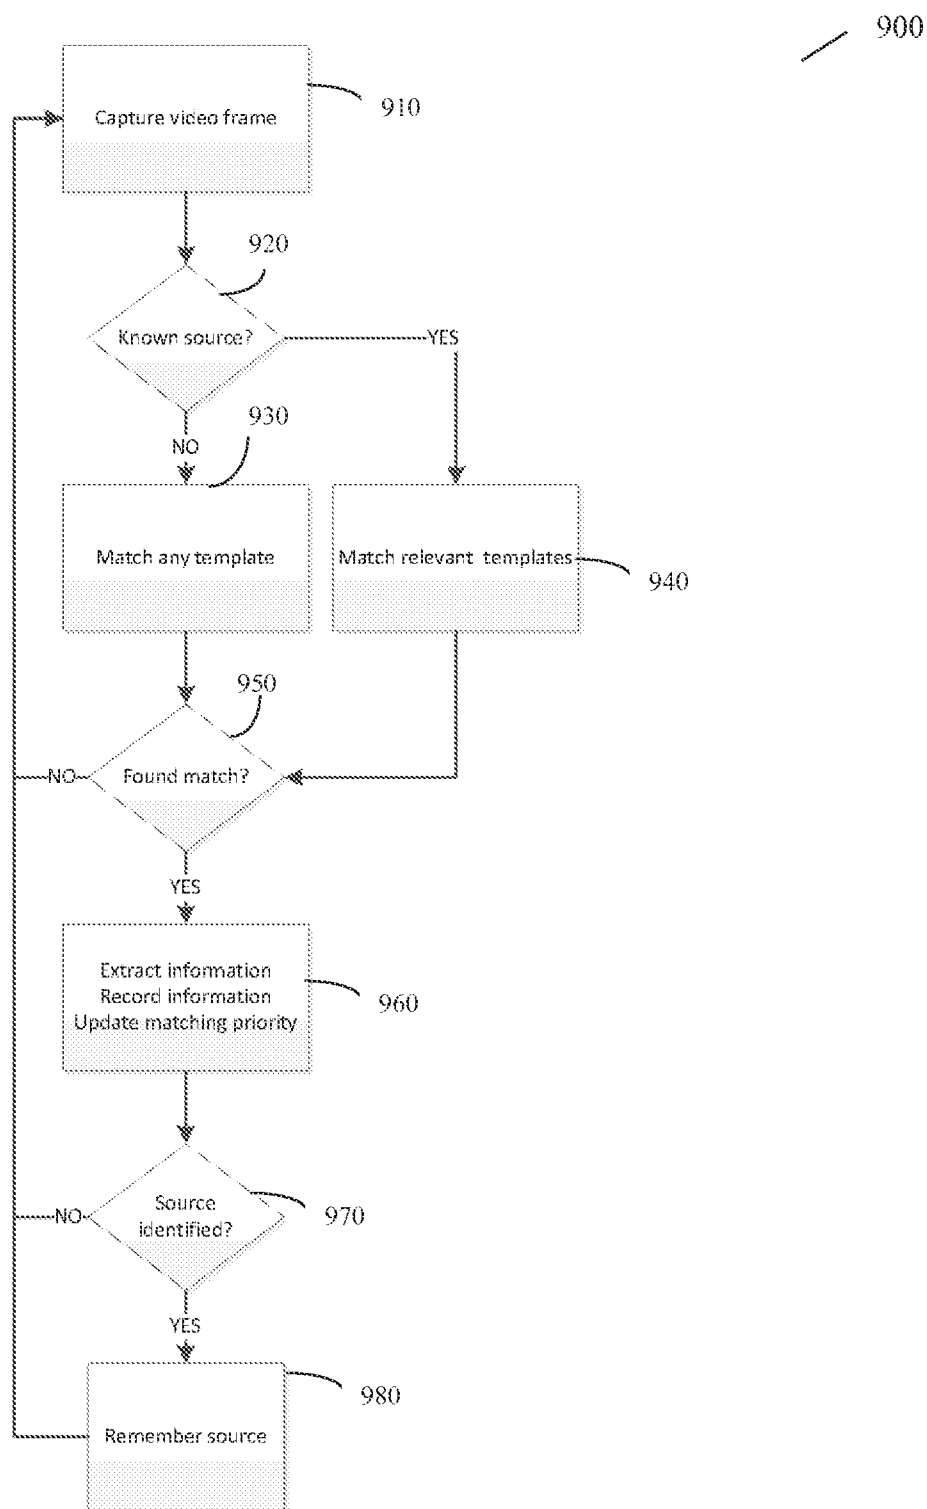 900
Capture video frame
910
920
Known source?
YES
930
NO
Match any template
Match relevant templates
940
950
NO
Found match?
YES
Extract information
Record information
Update matching priority
960
NO
Source
identified?
970
YES
980
Remember source